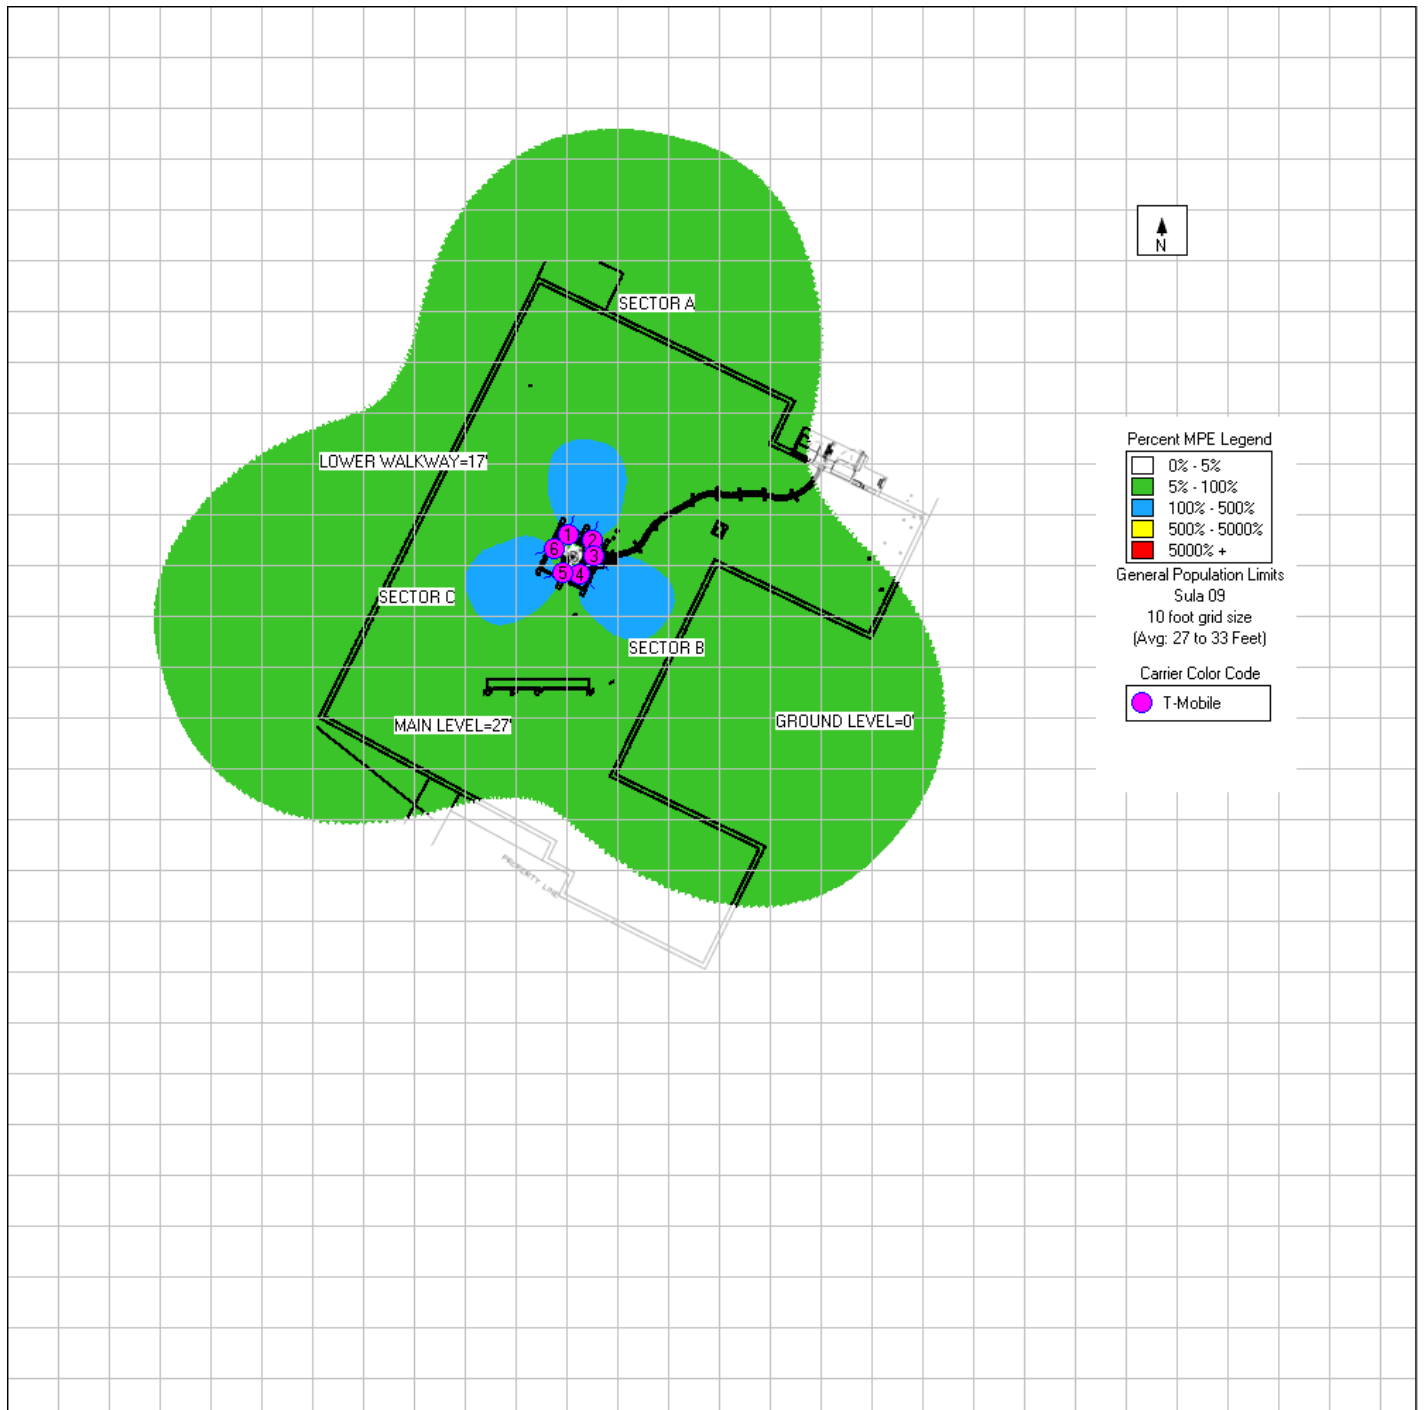 N
SECTOR A
LOWER WALKWAY=17'
1
2
6
3
5
4
SECTOR C
SECTOR B
MAIN LEVEL=27'
GROUND LEVEL=0'
PROPERTY LINE
Percent MPE Legend
0% - 5%
5% - 100%
100% - 500%
500% - 5000%
5000% +
General Population Limits
Sula 09
10 foot grid size
(Avg: 27 to 33 Feet)
Carrier Color Code
T-Mobile